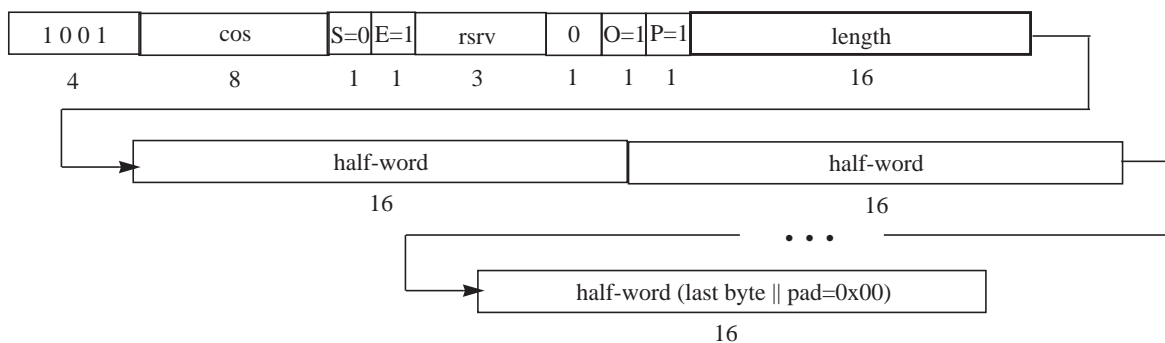 1 0 0 1 cos S=0 E=1 rsrv 0 O=1 P=1 length
4 8 1 1 3 1 1 1 16
half-word half-word
16 16
• • •
half-word (last byte || pad=0x00)
16